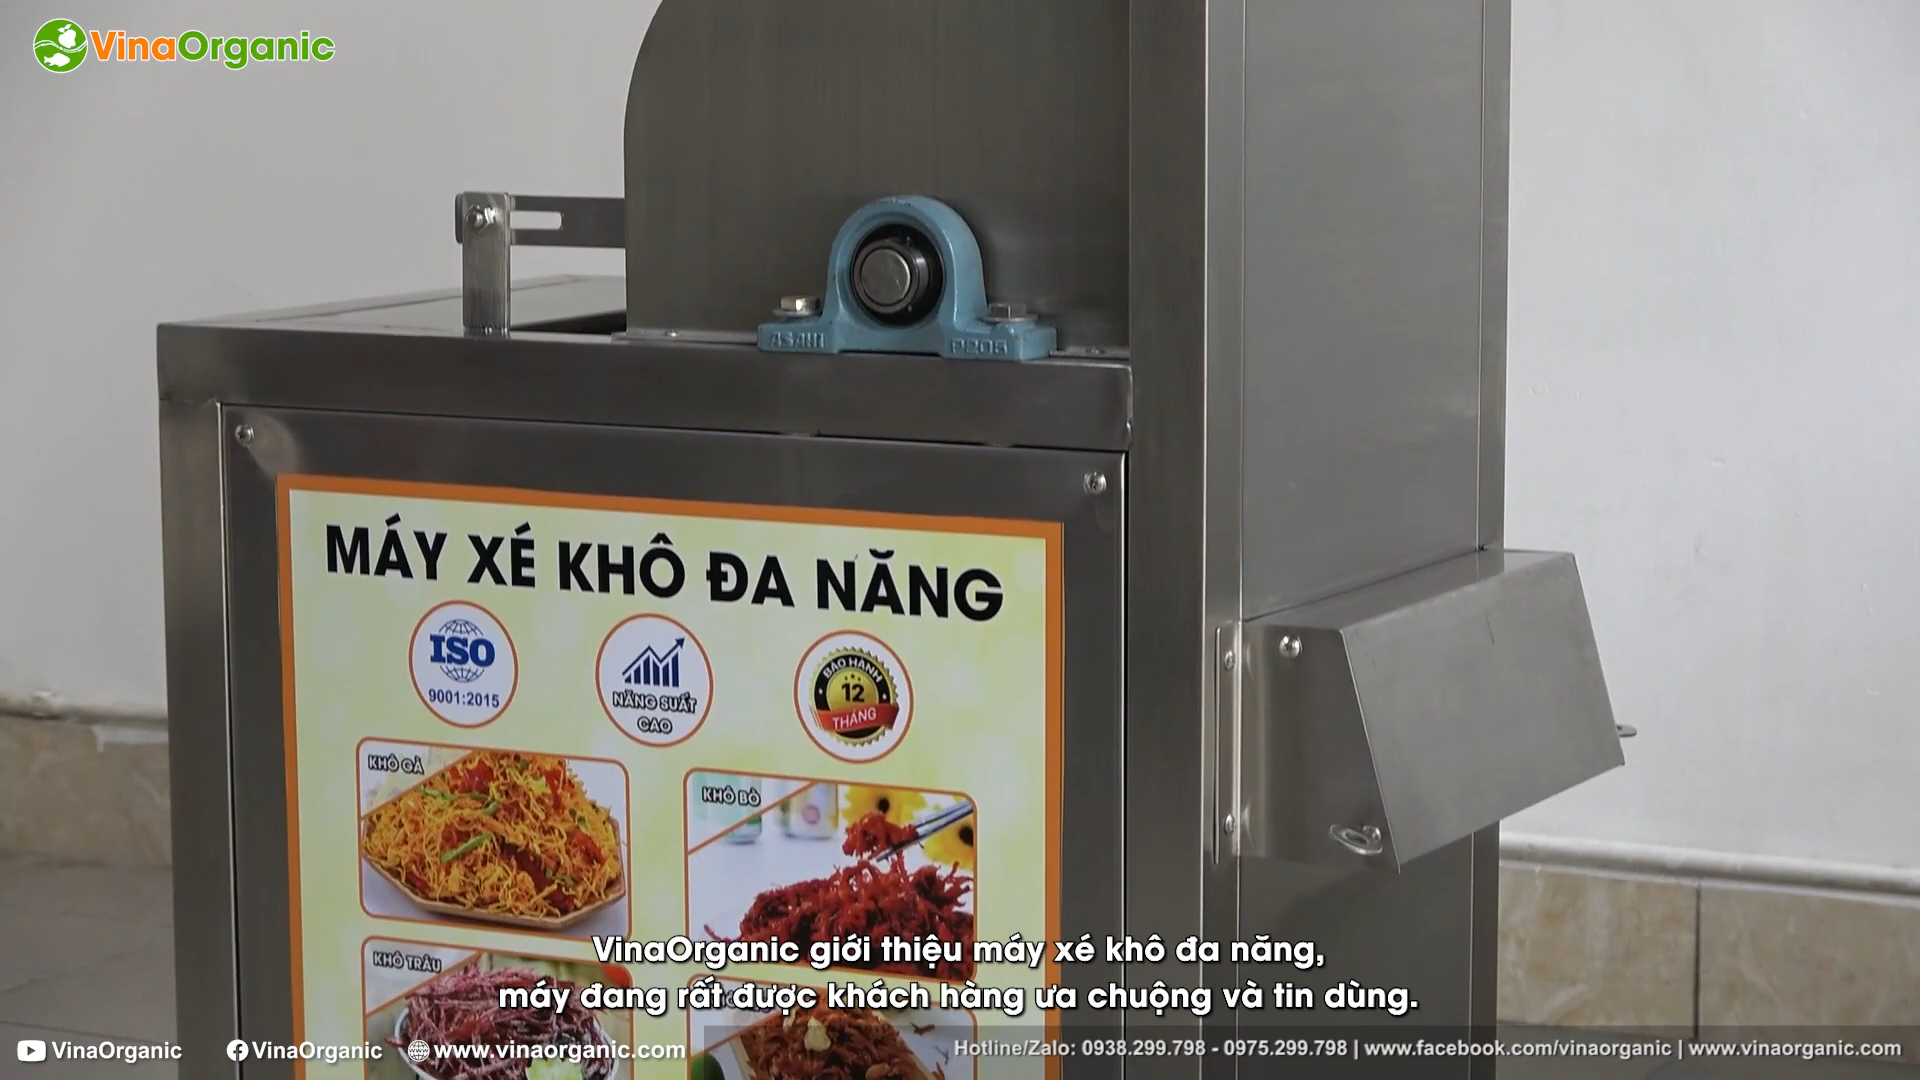 VinaOrganic
ASAHI
P205
MÁY XÉ KHÔ ĐA NĂNG
ISO
9001:2015
NĂNG SUẤT
CAO
BẢO HÀNH
12
THÁNG
KHÔ GÀ
KHÔ BÒ
KHÔ TRÂU
VinaOrganic giới thiệu máy xé khô đa năng,
máy đang rất được khách hàng ưa chuộng và tin dùng.
VinaOrganic
VinaOrganic
www.vinaorganic.com
Hotline/Zalo: 0938.299.798 - 0975.299.798 | www.facebook.com/vinaorganic | www.vinaorganic.com